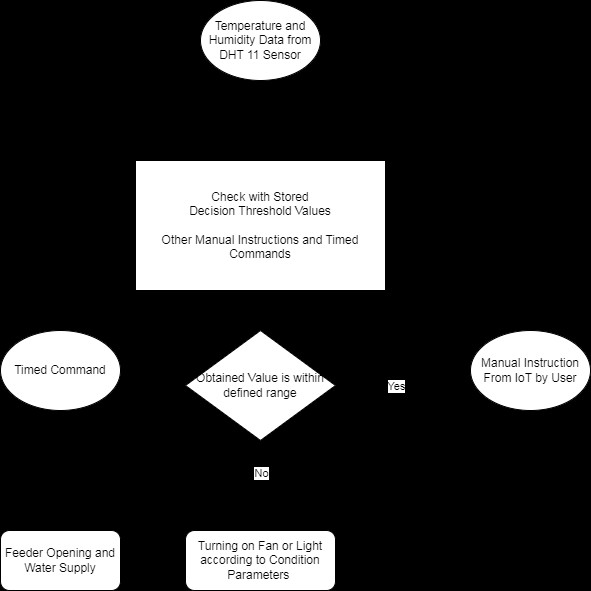 Temperature and
Humidity Data from
DHT 11 Sensor
Check with Stored
Decision Threshold Values
Other Manual Instructions and Timed
Commands
Timed Command
Obtained Value is within
defined range
Yes
Manual Instruction
From IoT by User
No
Feeder Opening and
Water Supply
Turning on Fan or Light
according to Condition
Parameters